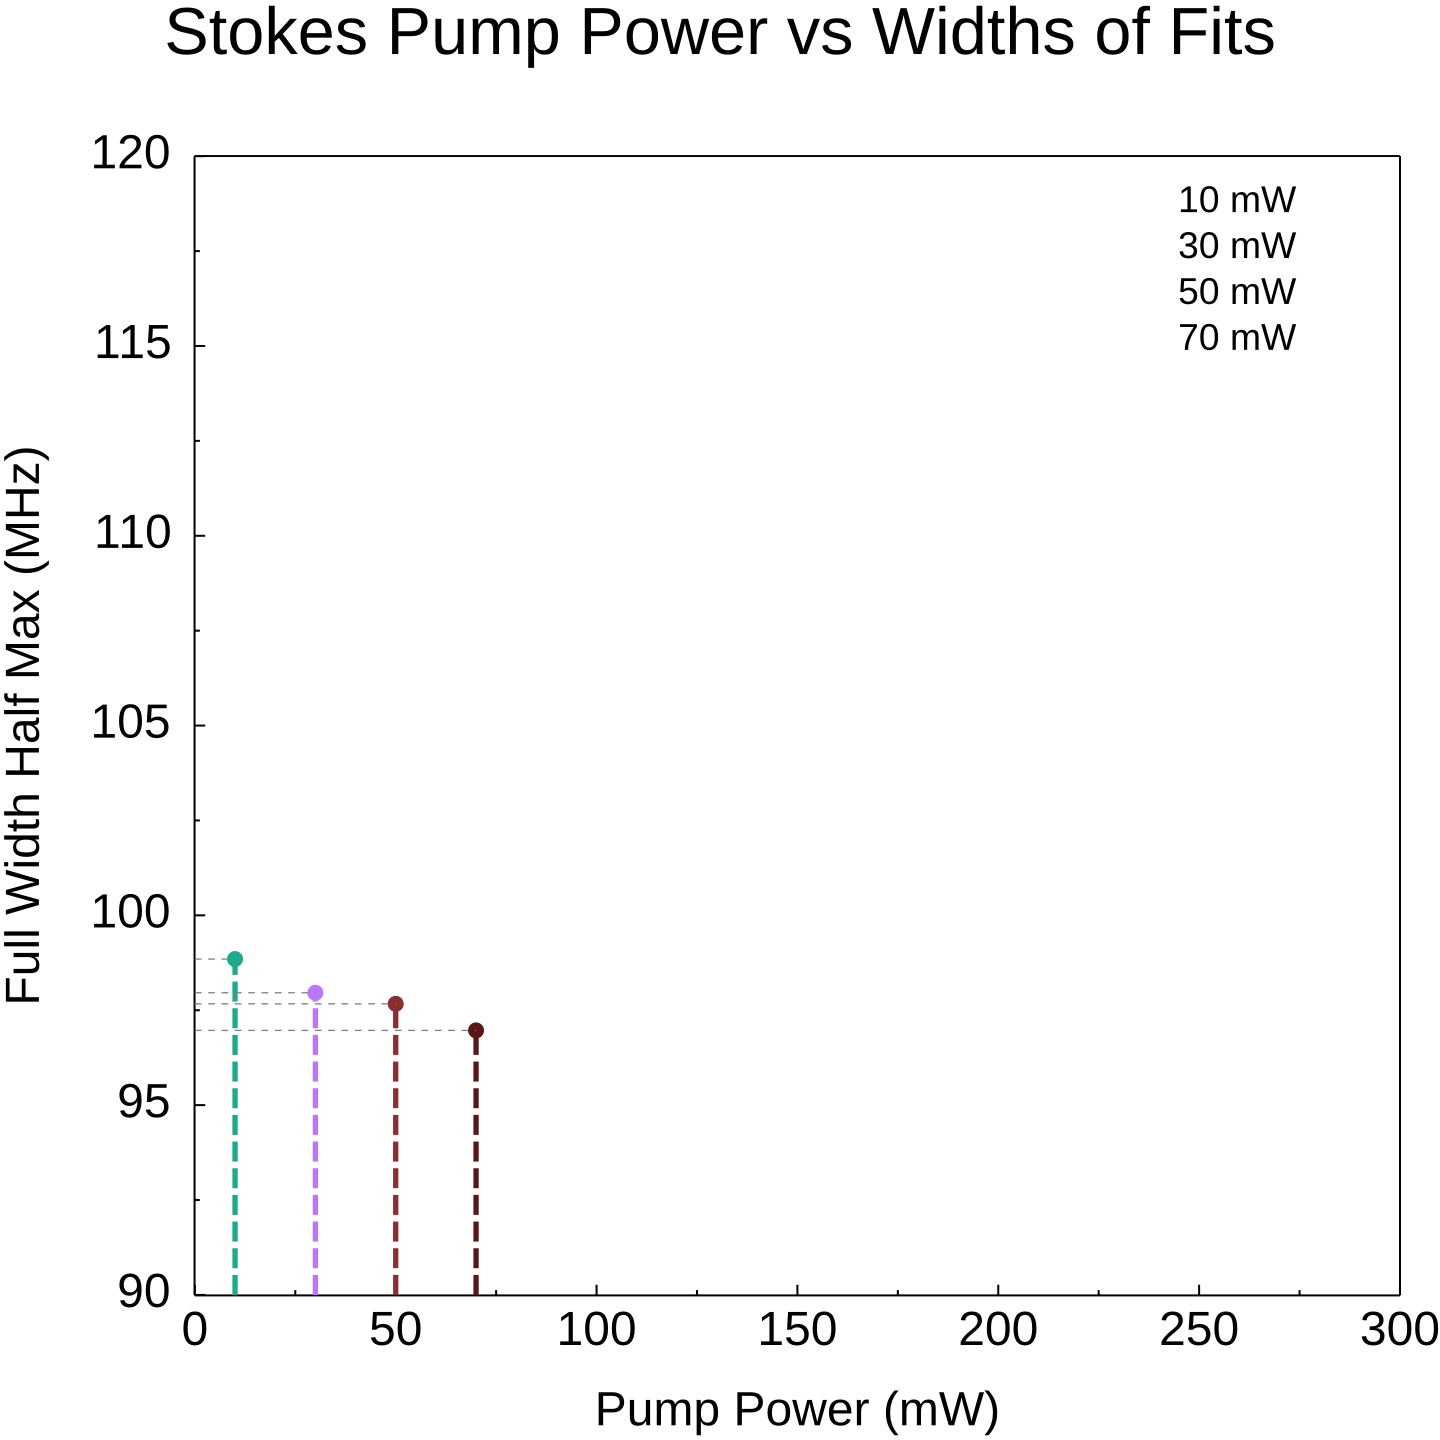 Stokes Pump Power vs Widths of Fits
120
115
110
105
100
95
90
Full Width Half Max (MHz)
10 mW
30 mW
50 mW
70 mW
0 50 100 150 200 250 300
Pump Power (mW)